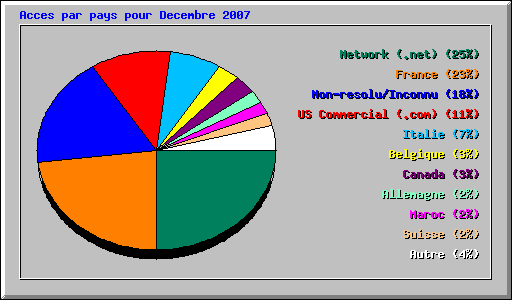 Acces par pays pour Decembre 2007
Network (.net) (25%)
France (23%)
Non-resolu/Inconnu (18%)
US Commercial (.com) (11%)
Italie (7%)
Belgique (3%)
Canada (3%)
Allemagne (2%)
Maroc (2%)
Suisse (2%)
Autre (4%)